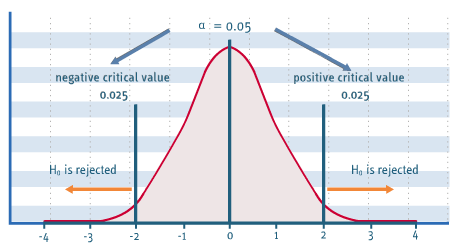 α = 0.05
negative critical value
0.025
positive critical value
0.025
H₀ is rejected
H₀ is rejected
-4 -3 -2 -1 0 1 2 3 4